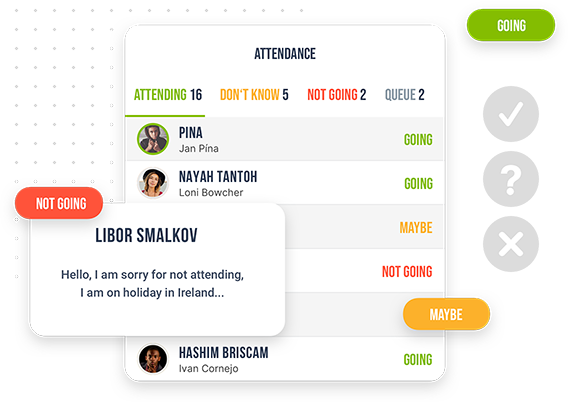 GOING
ATTENDANCE
ATTENDING 16 DON'T KNOW 5 NOT GOING 2 QUEUE 2
PINA
Jan Pína
GOING
NAYAH TANTOH
Loni Bowcher
GOING
NOT GOING
LIBOR SMALKOV
Hello, I am sorry for not attending,
I am on holiday in Ireland...
MAYBE
NOT GOING
MAYBE
HASHIM BRISCAM
Ivan Cornejo
GOING